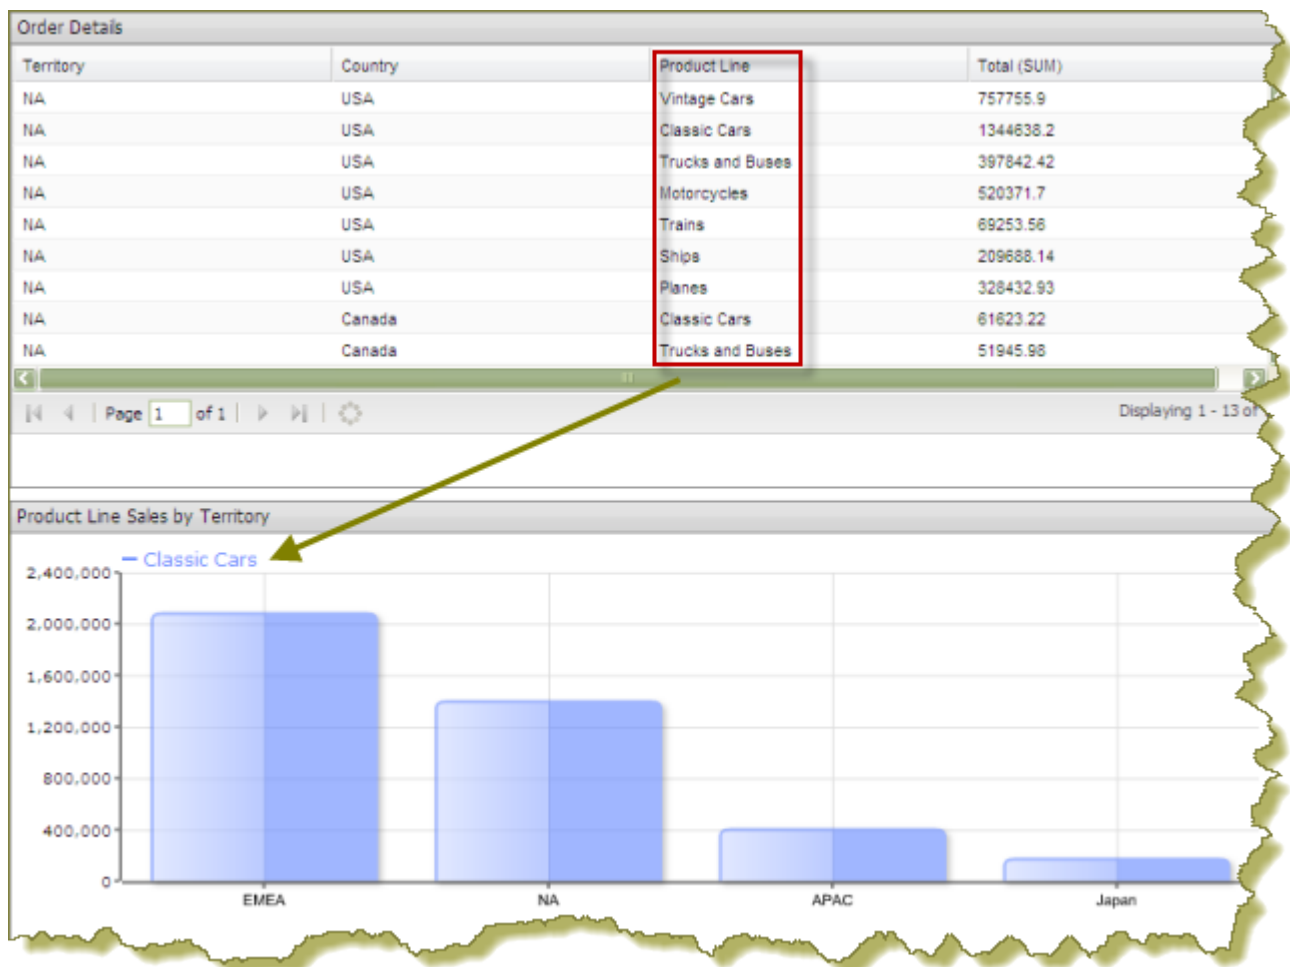 Order Details
Territory Country Product Line Total (SUM)
NA USA Vintage Cars 757755.9
NA USA Classic Cars 1344638.2
NA USA Trucks and Buses 397842.42
NA USA Motorcycles 520371.7
NA USA Trains 69253.56
NA USA Ships 209688.14
NA USA Planes 328432.93
NA Canada Classic Cars 61623.22
NA Canada Trucks and Buses 51945.98
Page 1 of 1 Displaying 1 - 13 of
Product Line Sales by Territory
Classic Cars
2,400,000
2,000,000
1,600,000
1,200,000
800,000
400,000
0
EMEA NA APAC Japan